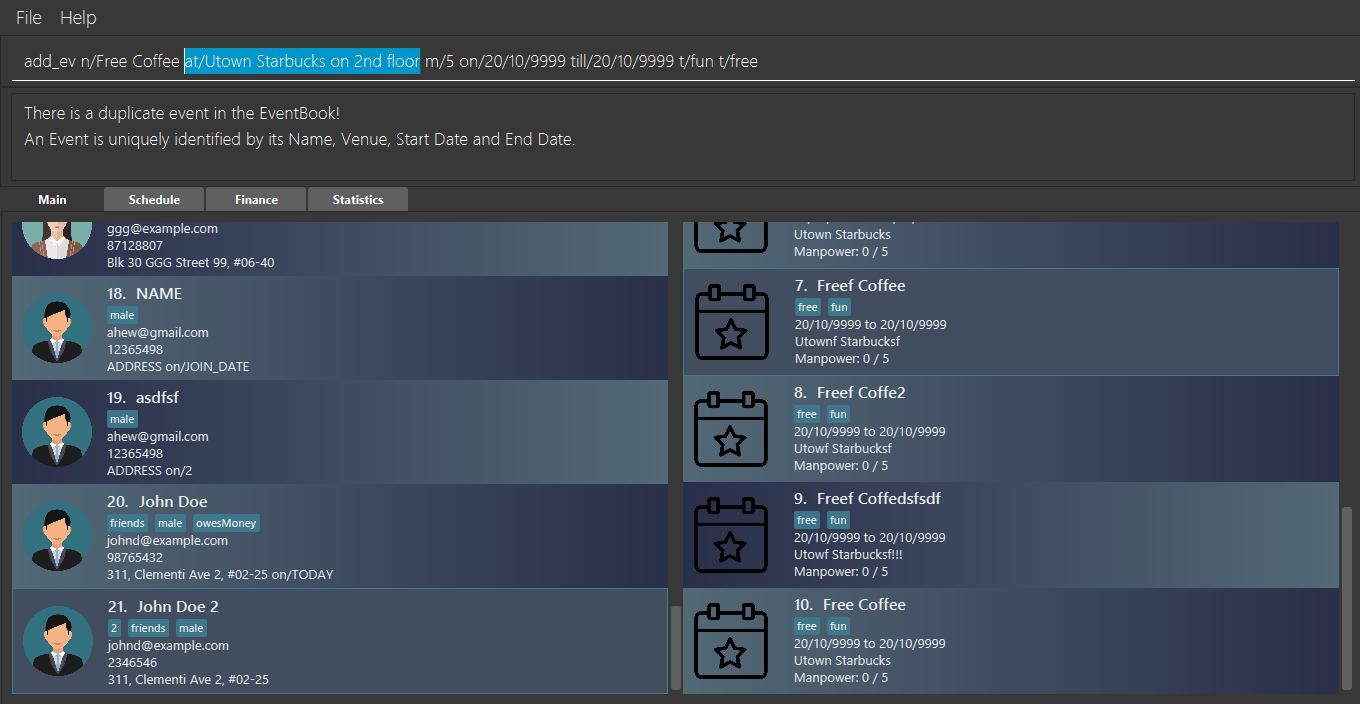 File Help
add_ev n/Free Coffee at/Utown Starbucks on 2nd floor m/5 on/20/10/9999 till/20/10/9999 t/fun t/free
There is a duplicate event in the EventBook!
An Event is uniquely identified by its Name, Venue, Start Date and End Date.
Main Schedule Finance Statistics
ggg@example.com
87128807
Blk 30 GGG Street 99, #06-40
18. NAME
male
ahew@gmail.com
12365498
ADDRESS on/JOIN_DATE
19. asdfsf
male
ahew@gmail.com
12365498
ADDRESS on/2
20. John Doe
friends male owesMoney
johnd@example.com
98765432
311, Clementi Ave 2, #02-25 on/TODAY
21. John Doe 2
2 friends male
johnd@example.com
2346546
311, Clementi Ave 2, #02-25
Utown Starbucks
Manpower: 0 / 5
7. Freef Coffee
free fun
20/10/9999 to 20/10/9999
Utownf Starbucksf
Manpower: 0 / 5
8. Freef Coffe2
free fun
20/10/9999 to 20/10/9999
Utowf Starbucksf
Manpower: 0 / 5
9. Freef Coffedsfsdf
free fun
20/10/9999 to 20/10/9999
Utowf Starbucksf!!!
Manpower: 0 / 5
10. Free Coffee
free fun
20/10/9999 to 20/10/9999
Utown Starbucks
Manpower: 0 / 5